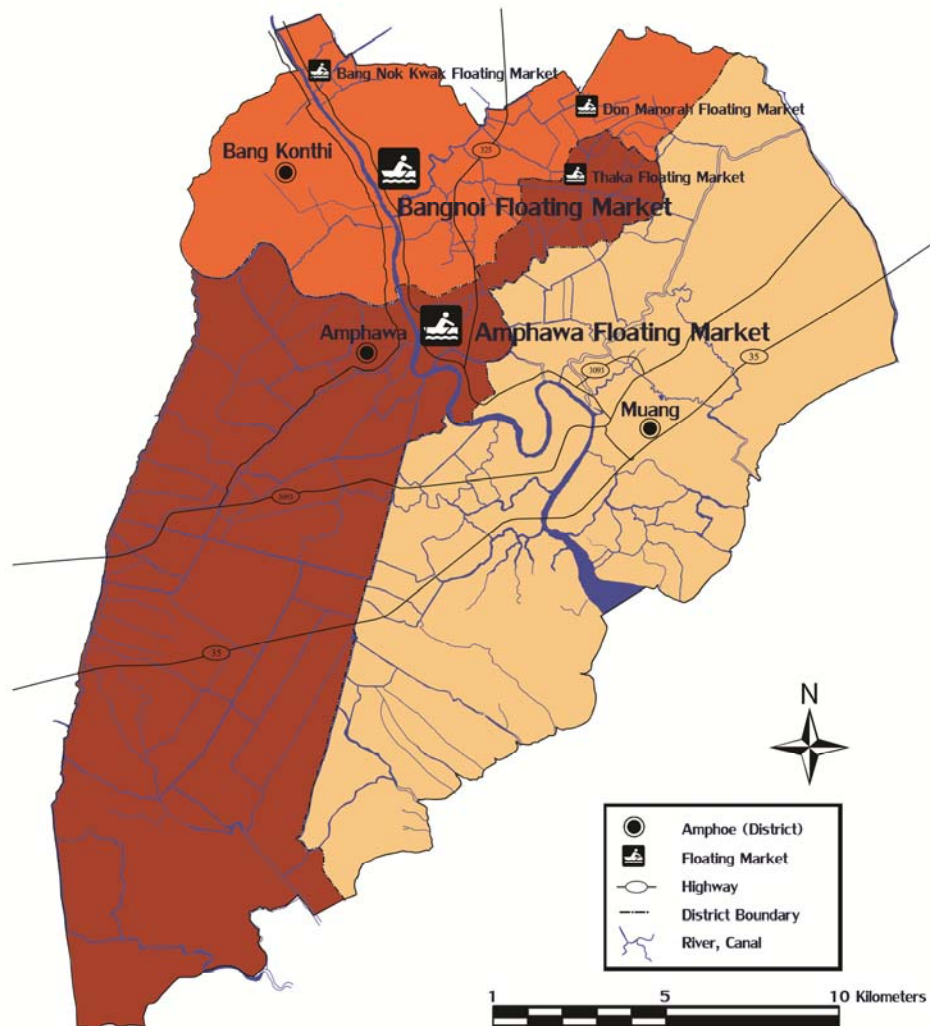 Bang Nok Kwak Floating Market
Don Manorah Floating Market
Bang Konthi
325
Thaka Floating Market
Bangnoi Floating Market
Amphawa
Amphawa Floating Market
35
3093
Muang
3093
35
N
Amphoe (District)
Floating Market
Highway
District Boundary
River, Canal
1
5
10 Kilometers